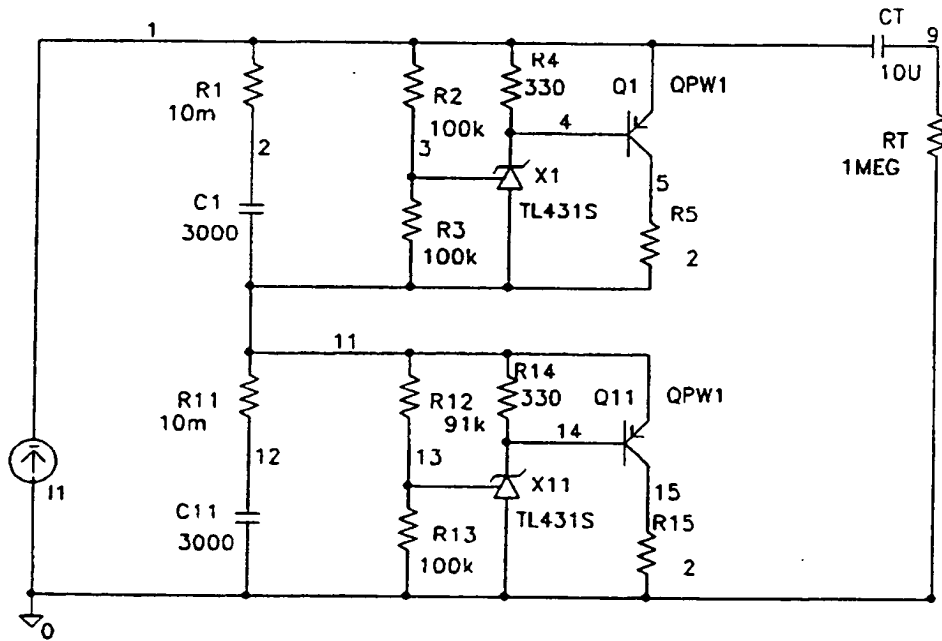 1
CT
9
10U
R1
10m
R2
100k
R4
330
Q1
QPW1
4
RT
1MEG
2
3
X1
TL431S
5
C1
3000
R3
100k
R5
2
11
R11
10m
R12
91k
R14
330
Q11
QPW1
14
12
13
X11
TL431S
15
I1
C11
3000
R13
100k
R15
2
0